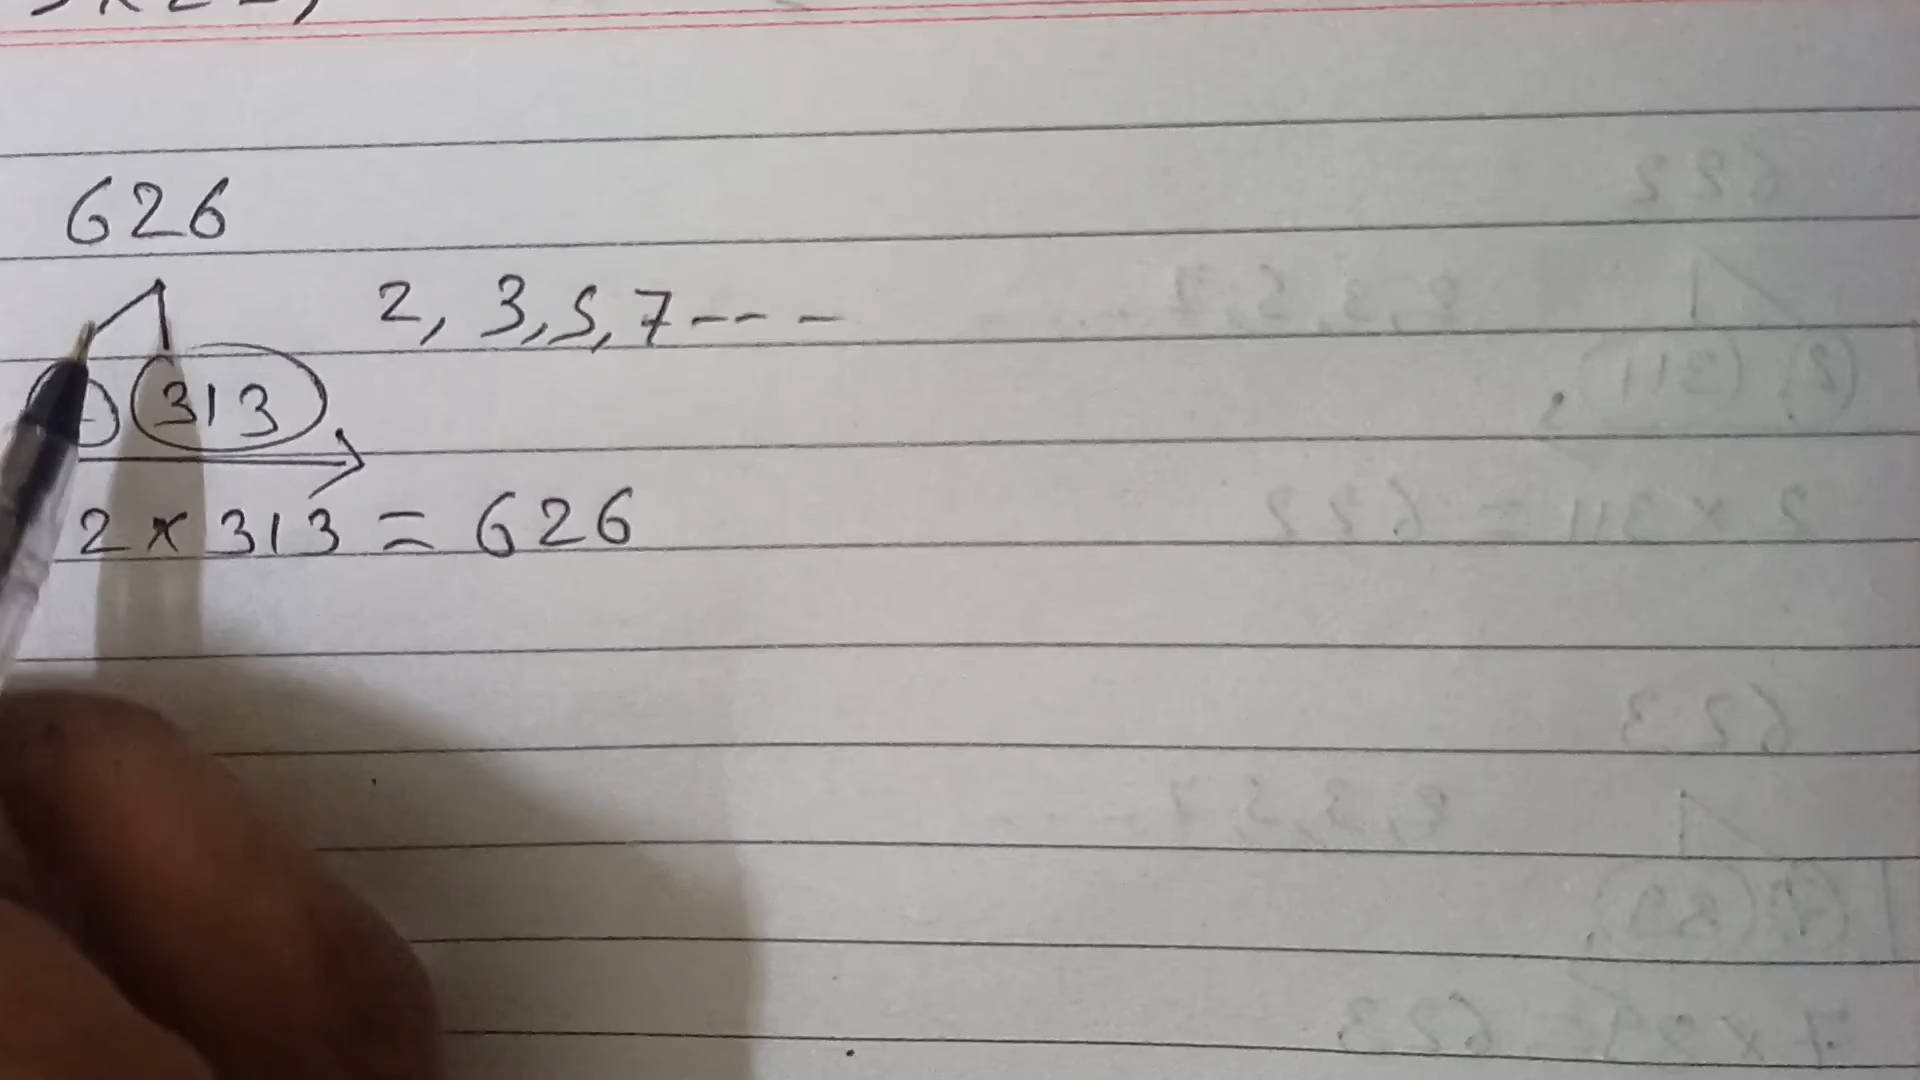 626
2, 3, 5, 7 - - -
313
2 × 313 = 626